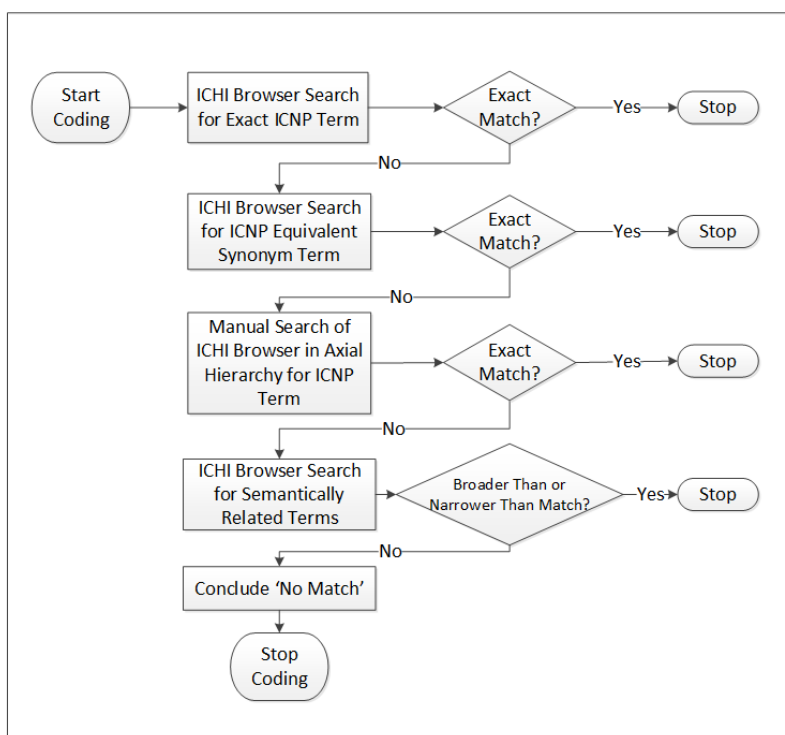 Start
Coding
ICHI Browser Search
for Exact ICNP Term
Exact
Match?
Yes
Stop
No
ICHI Browser Search
for ICNP Equivalent
Synonym Term
Exact
Match?
Yes
Stop
No
Manual Search of
ICHI Browser in Axial
Hierarchy for ICNP
Term
Exact
Match?
Yes
Stop
No
ICHI Browser Search
for Semantically
Related Terms
Broader Than or
Narrower Than Match?
Yes
Stop
No
Conclude ‘No Match’
Stop
Coding